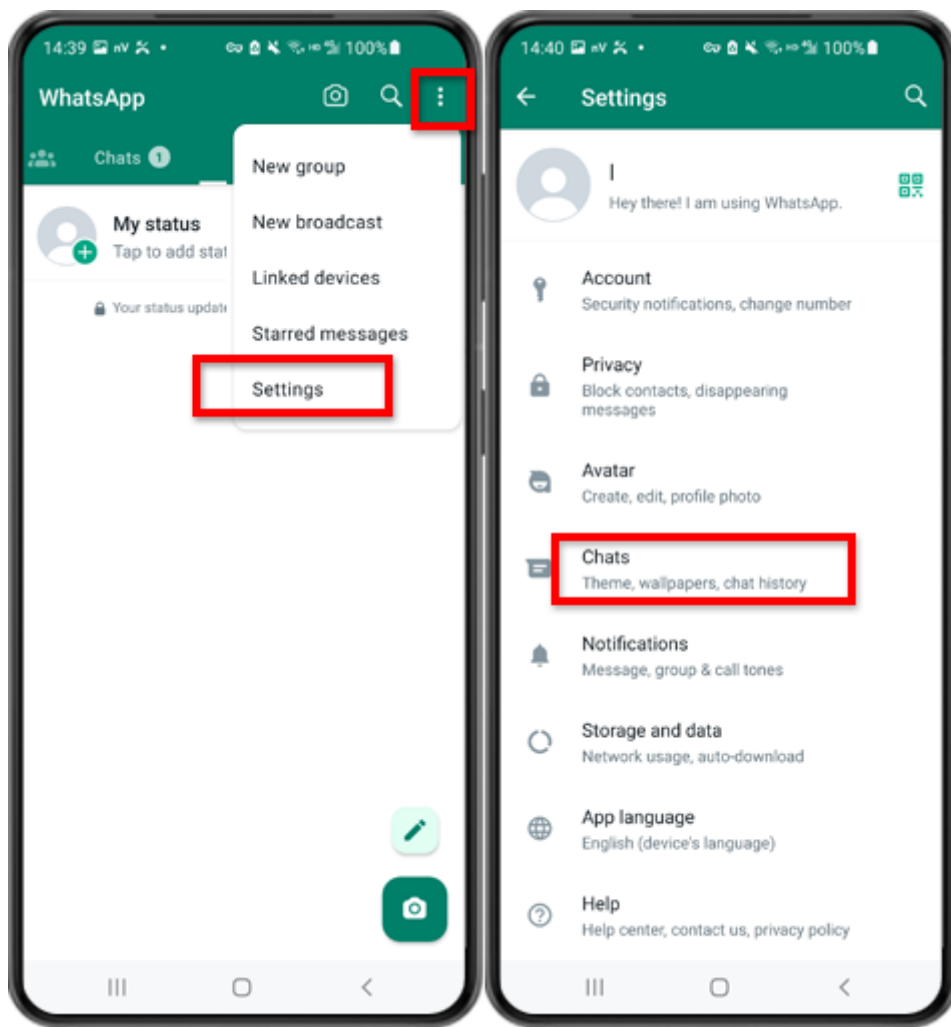 14:39
100%
WhatsApp
Chats 1
New group
New broadcast
Linked devices
Starred messages
Settings
My status
Tap to add stat
Your status updat
14:40
100%
Settings
l
Hey there! I am using WhatsApp.
Account
Security notifications, change number
Privacy
Block contacts, disappearing
messages
Avatar
Create, edit, profile photo
Chats
Theme, wallpapers, chat history
Notifications
Message, group & call tones
Storage and data
Network usage, auto-download
App language
English (device's language)
Help
Help center, contact us, privacy policy